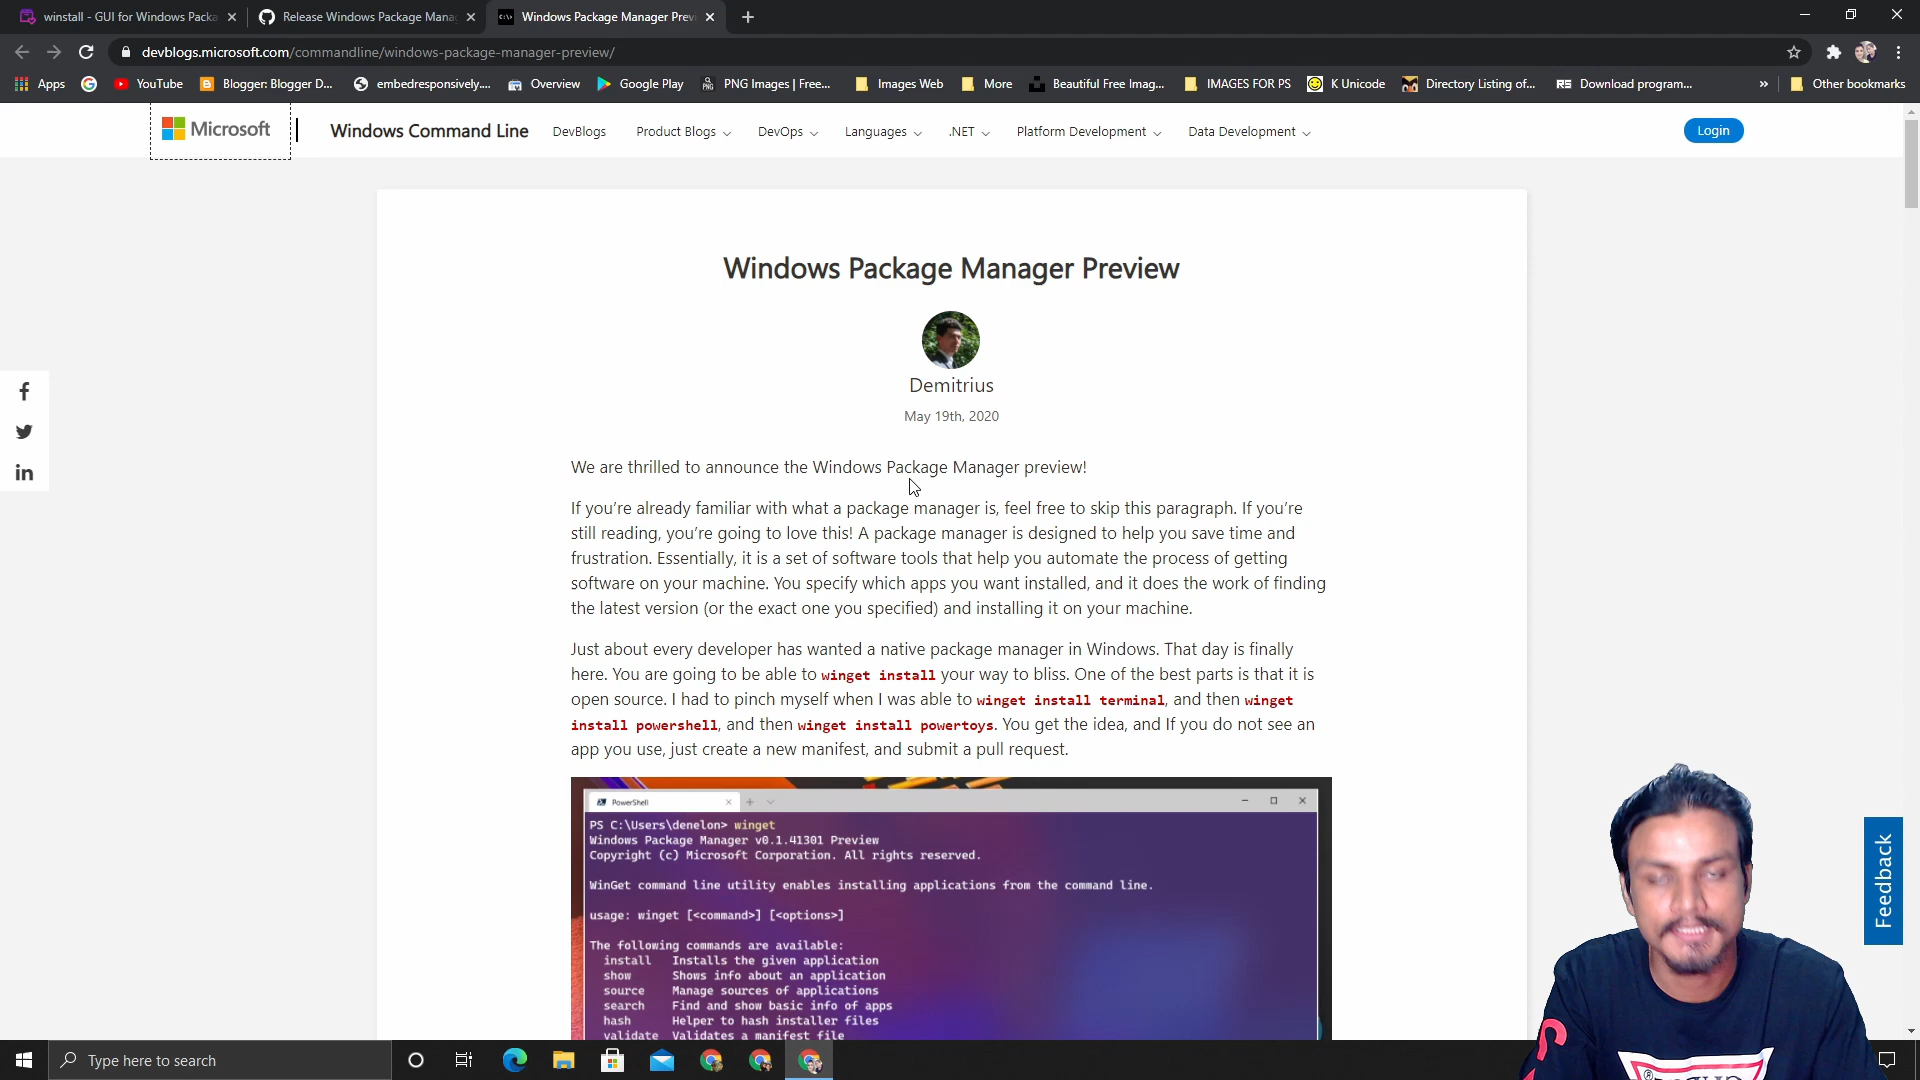 winstall - GUI for Windows Packa
Release Windows Package Manag
Windows Package Manager Previ
devblogs.microsoft.com/commandline/windows-package-manager-preview/
Apps
YouTube
Blogger: Blogger D...
embedresponsively....
Overview
Google Play
PNG Images | Free...
Images Web
More
Beautiful Free Imag...
IMAGES FOR PS
K Unicode
Directory Listing of...
Download program...
»
Other bookmarks
Microsoft
Windows Command Line
DevBlogs
Product Blogs
DevOps
Languages
.NET
Platform Development
Data Development
Login
Windows Package Manager Preview
Demitrius
May 19th, 2020
We are thrilled to announce the Windows Package Manager preview!
If you’re already familiar with what a package manager is, feel free to skip this paragraph. If you’re
still reading, you’re going to love this! A package manager is designed to help you save time and
frustration. Essentially, it is a set of software tools that help you automate the process of getting
software on your machine. You specify which apps you want installed, and it does the work of finding
the latest version (or the exact one you specified) and installing it on your machine.
Just about every developer has wanted a native package manager in Windows. That day is finally
here. You are going to be able to winget install your way to bliss. One of the best parts is that it is
open source. I had to pinch myself when I was able to winget install terminal, and then winget
install powershell, and then winget install powertoys. You get the idea, and If you do not see an
app you use, just create a new manifest, and submit a pull request.
PowerShell
PS C:\Users\denelon> winget
Windows Package Manager v0.1.41301 Preview
Copyright (c) Microsoft Corporation. All rights reserved.
WinGet command line utility enables installing applications from the command line.
usage: winget [<command>] [<options>]
The following commands are available:
install Installs the given application
show Shows info about an application
source Manage sources of applications
search Find and show basic info of apps
hash Helper to hash installer files
validate Validates a manifest file
Feedback
Type here to search